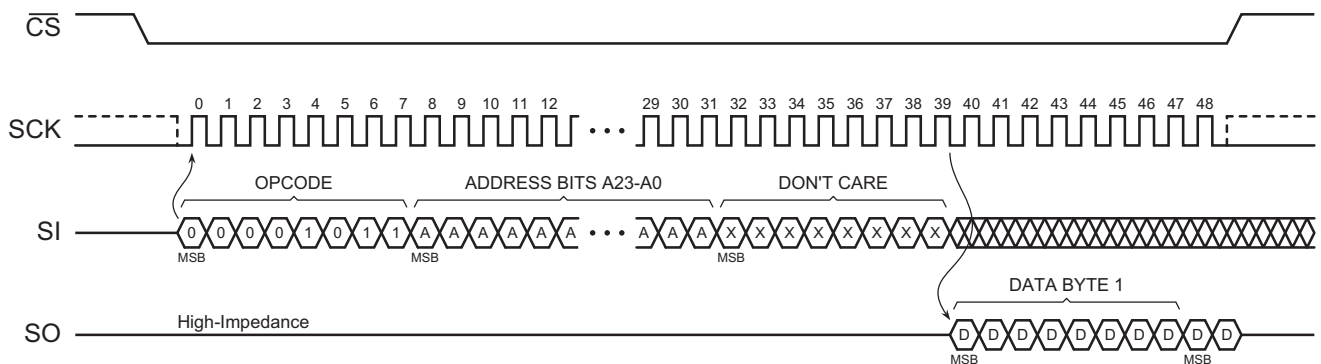 CS
0 1 2 3 4 5 6 7 8 9 10 11 12 29 30 31 32 33 34 35 36 37 38 39 40 41 42 43 44 45 46 47 48
SCK
OPCODE ADDRESS BITS A23-A0 DON'T CARE
SI 0 0 0 0 1 0 1 1 A A A A A A A A A X X X X X X X X
MSB MSB MSB
DATA BYTE 1
High-Impedance
SO D D D D D D D D D D
MSB MSB